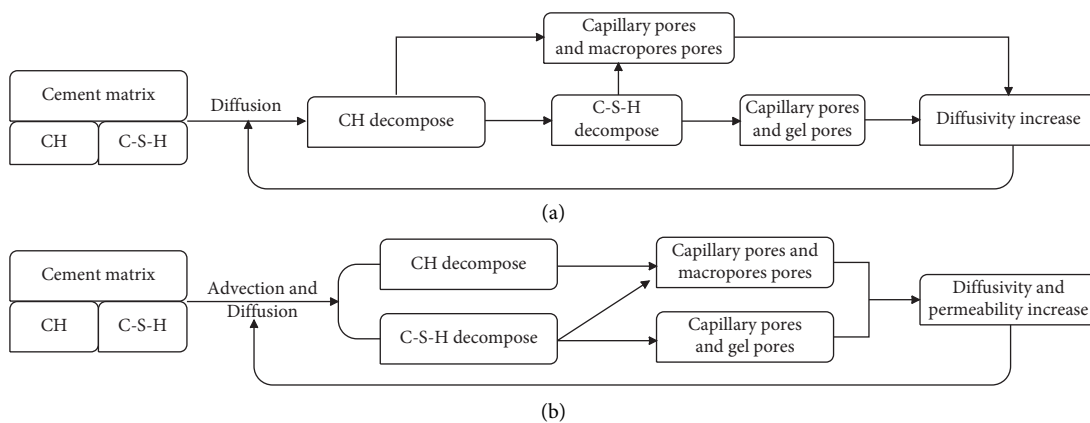 Capillary pores
and macropores pores
Cement matrix
CH
C-S-H
Diffusion
CH decompose
C-S-H
decompose
Capillary pores
and gel pores
Diffusivity increase
(a)
Cement matrix
CH
C-S-H
Advection and
Diffusion
CH decompose
C-S-H decompose
Capillary pores and
macropores pores
Capillary pores
and gel pores
Diffusivity and
permeability increase
(b)